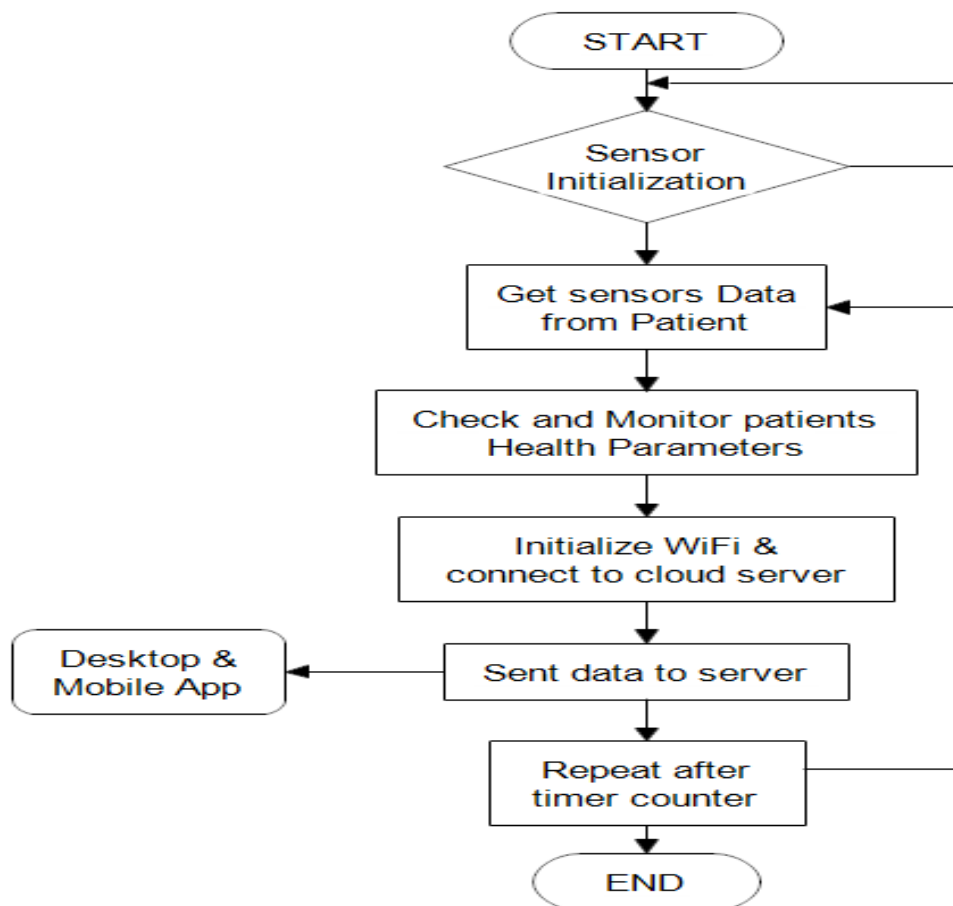 START
Sensor
Initialization
Get sensors Data
from Patient
Check and Monitor patients
Health Parameters
Initialize WiFi &
connect to cloud server
Desktop &
Mobile App
Sent data to server
Repeat after
timer counter
END